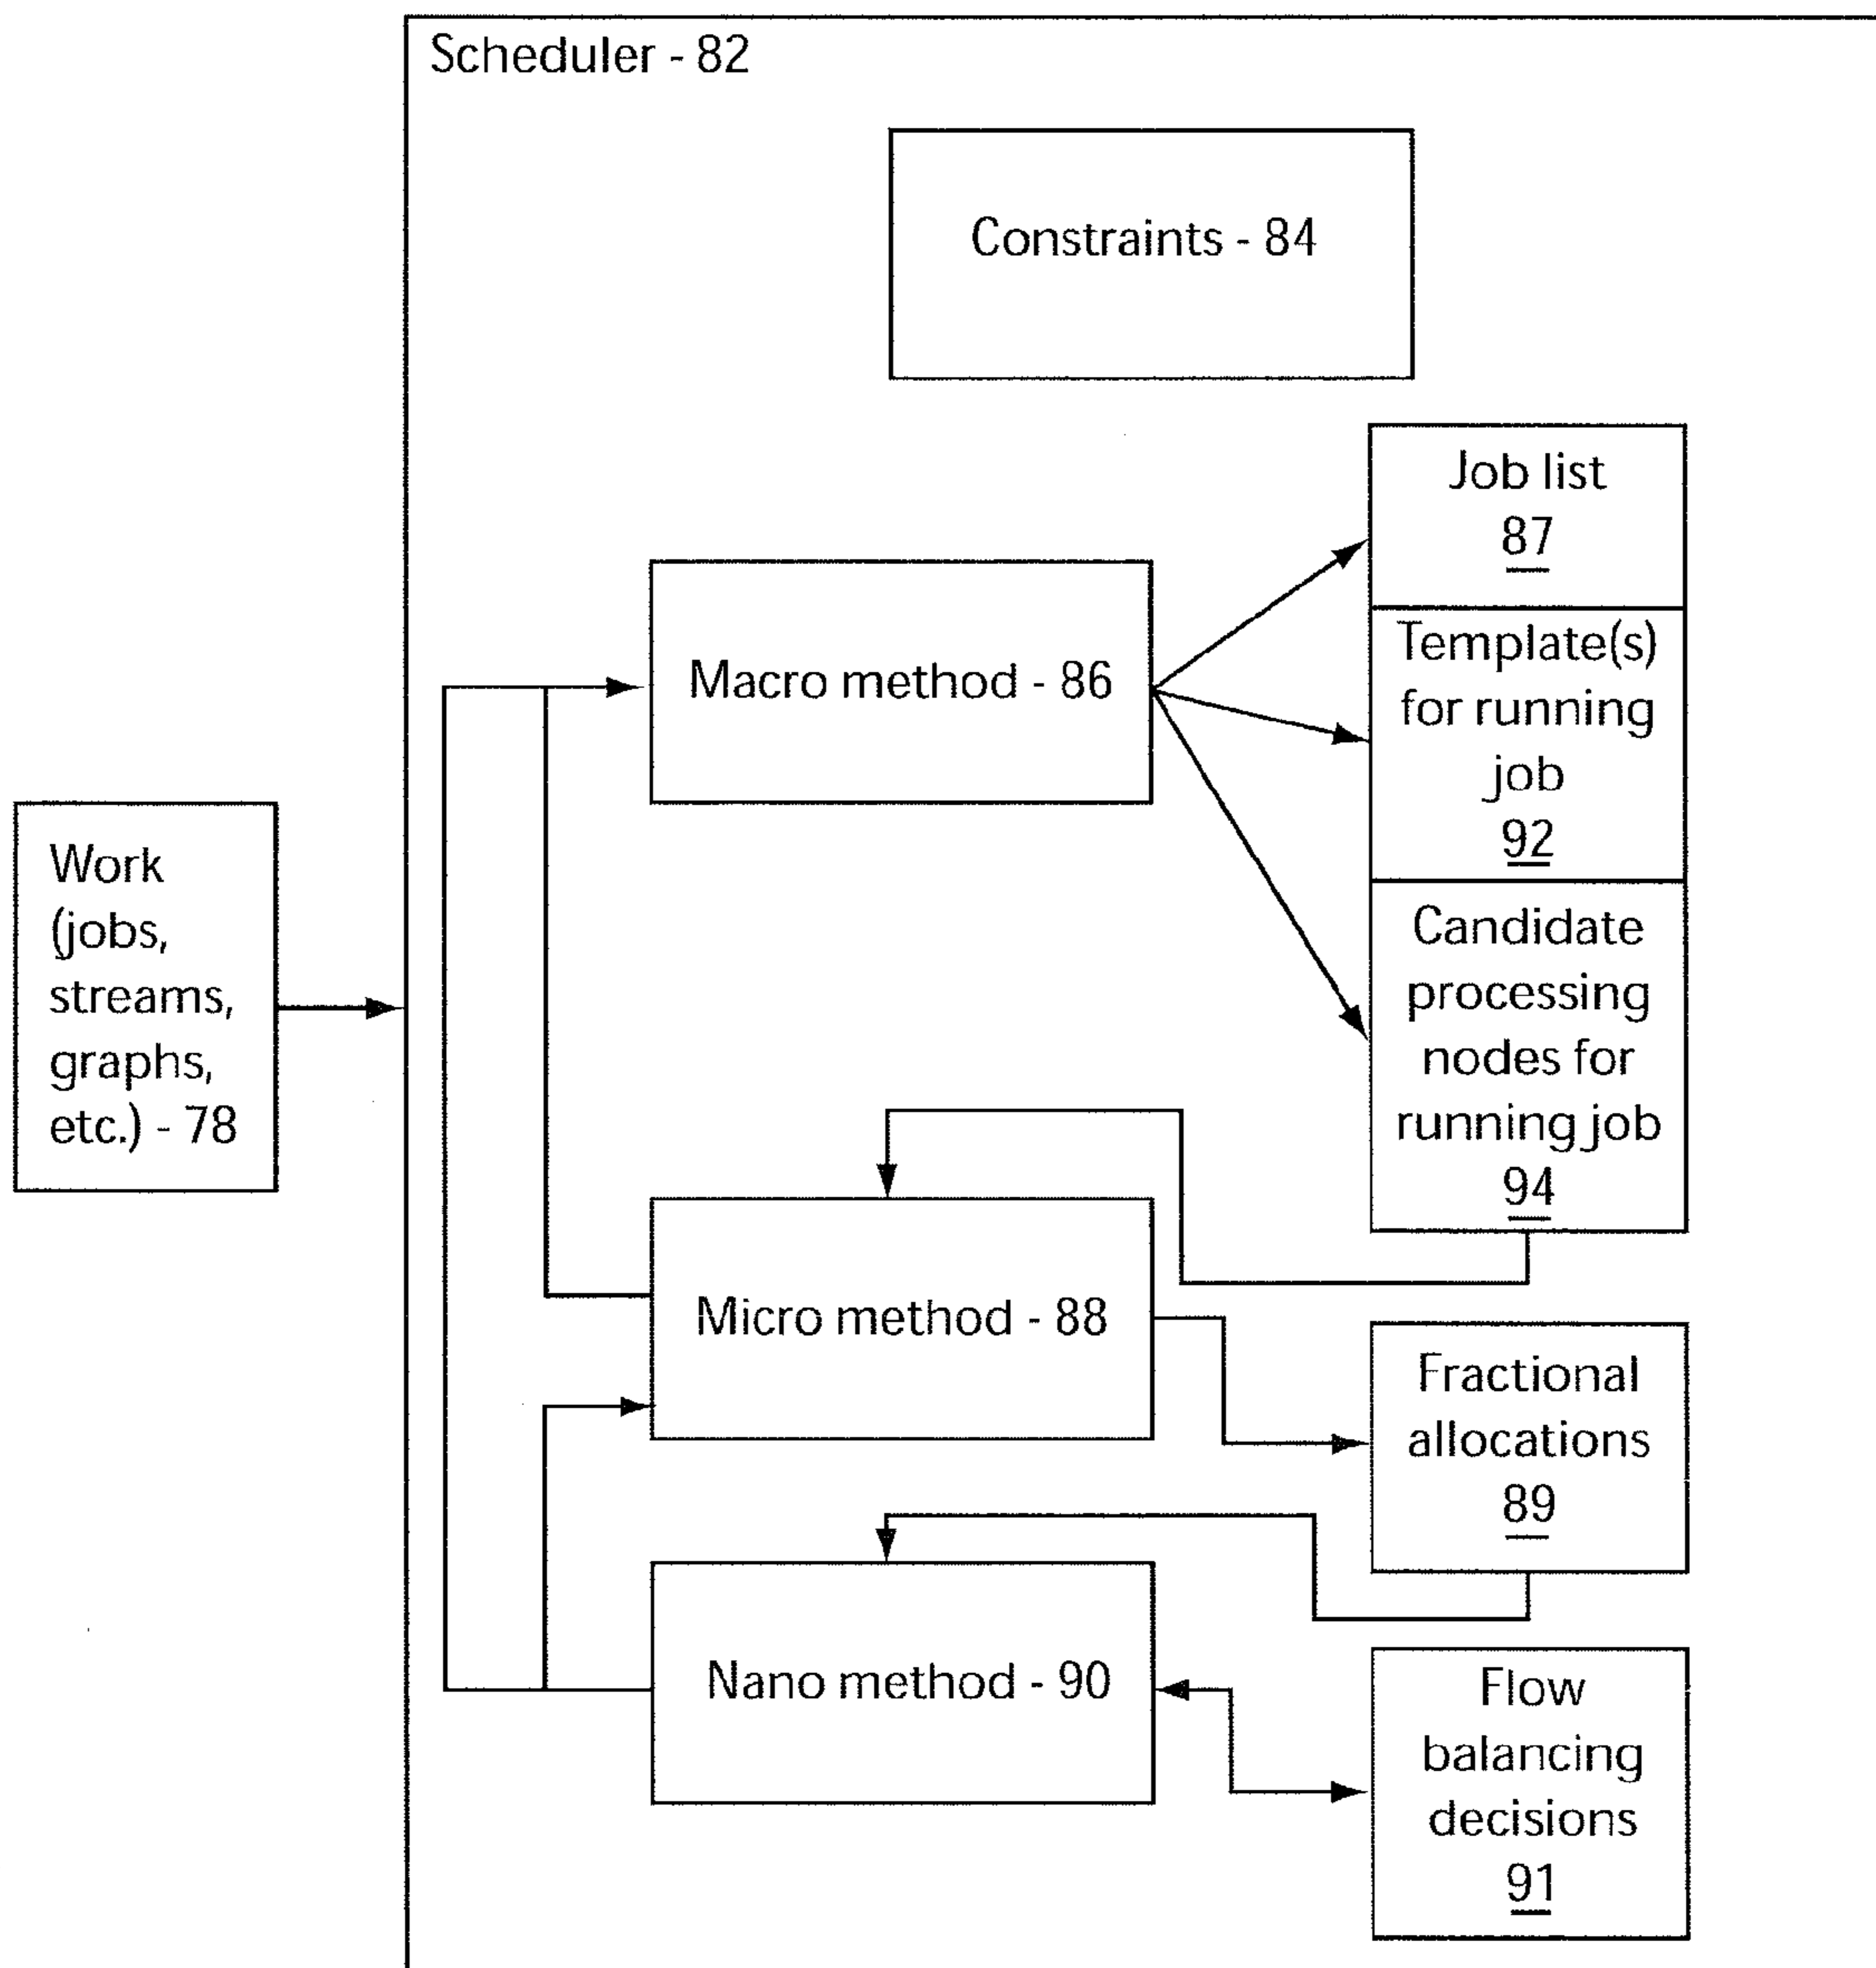 Scheduler - 82
Constraints - 84
Job list
87
Macro method - 86
Template(s)
for running
job
92
Work
(jobs,
streams,
graphs,
etc.) - 78
Candidate
processing
nodes for
running job
94
Micro method - 88
Fractional
allocations
89
Nano method - 90
Flow
balancing
decisions
91